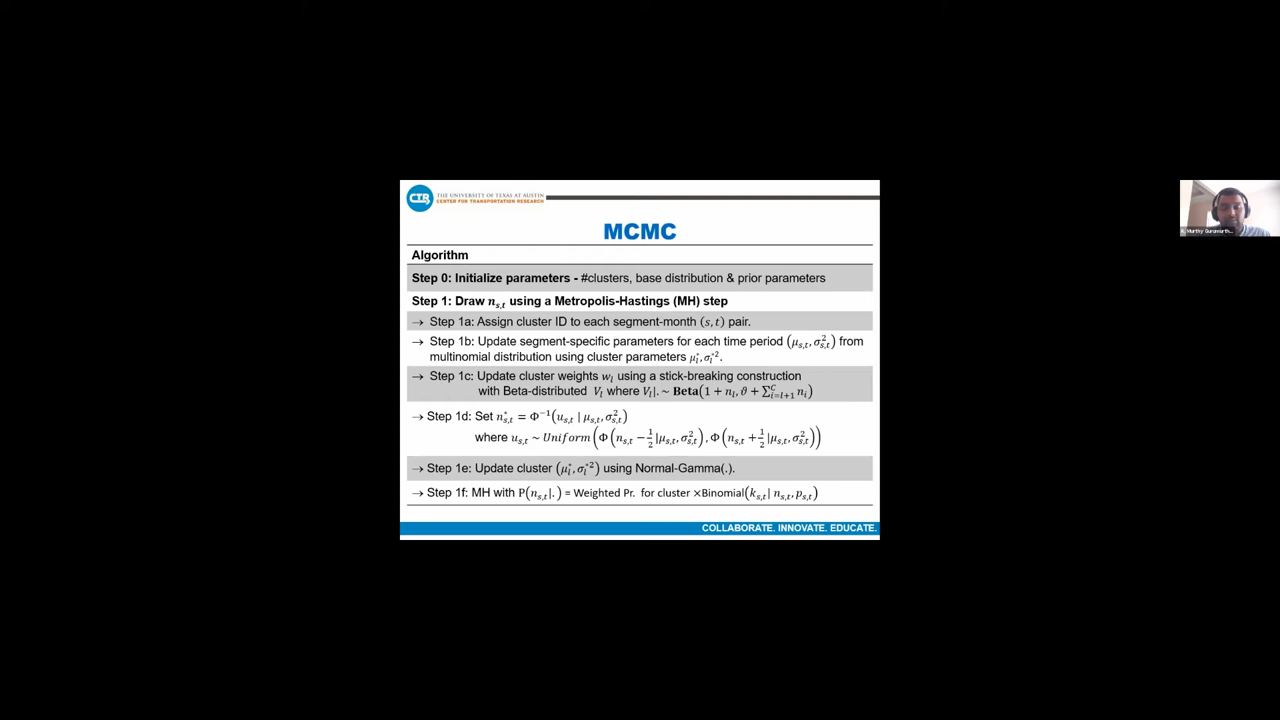 THE UNIVERSITY OF TEXAS AT AUSTIN
CTR
CENTER FOR TRANSPORTATION RESEARCH
MCMC
Algorithm
Step 0: Initialize parameters - #clusters, base distribution & prior parameters
Step 1: Draw n_{s,t} using a Metropolis-Hastings (MH) step
→ Step 1a: Assign cluster ID to each segment-month (s, t) pair.
→ Step 1b: Update segment-specific parameters for each time period (μ_{s,t}, σ²_{s,t}) from
multinomial distribution using cluster parameters μ*_l, σ*²_l.
→ Step 1c: Update cluster weights w_l using a stick-breaking construction
with Beta-distributed V_l where V_l|. ~ Beta(1 + n_l, ϑ + ∑^C_{i=l+1} n_i)
→ Step 1d: Set n*_{s,t} = Φ⁻¹(u_{s,t} | μ_{s,t}, σ²_{s,t})
where u_{s,t} ~ Uniform(Φ(n_{s,t} − 1/2 |μ_{s,t}, σ²_{s,t}), Φ(n_{s,t} + 1/2 |μ_{s,t}, σ²_{s,t}))
→ Step 1e: Update cluster (μ*_l, σ*²_l) using Normal-Gamma(.).
→ Step 1f: MH with P(n_{s,t}|.) = Weighted Pr. for cluster ×Binomial(k_{s,t}| n_{s,t}, p_{s,t})
COLLABORATE. INNOVATE. EDUCATE.